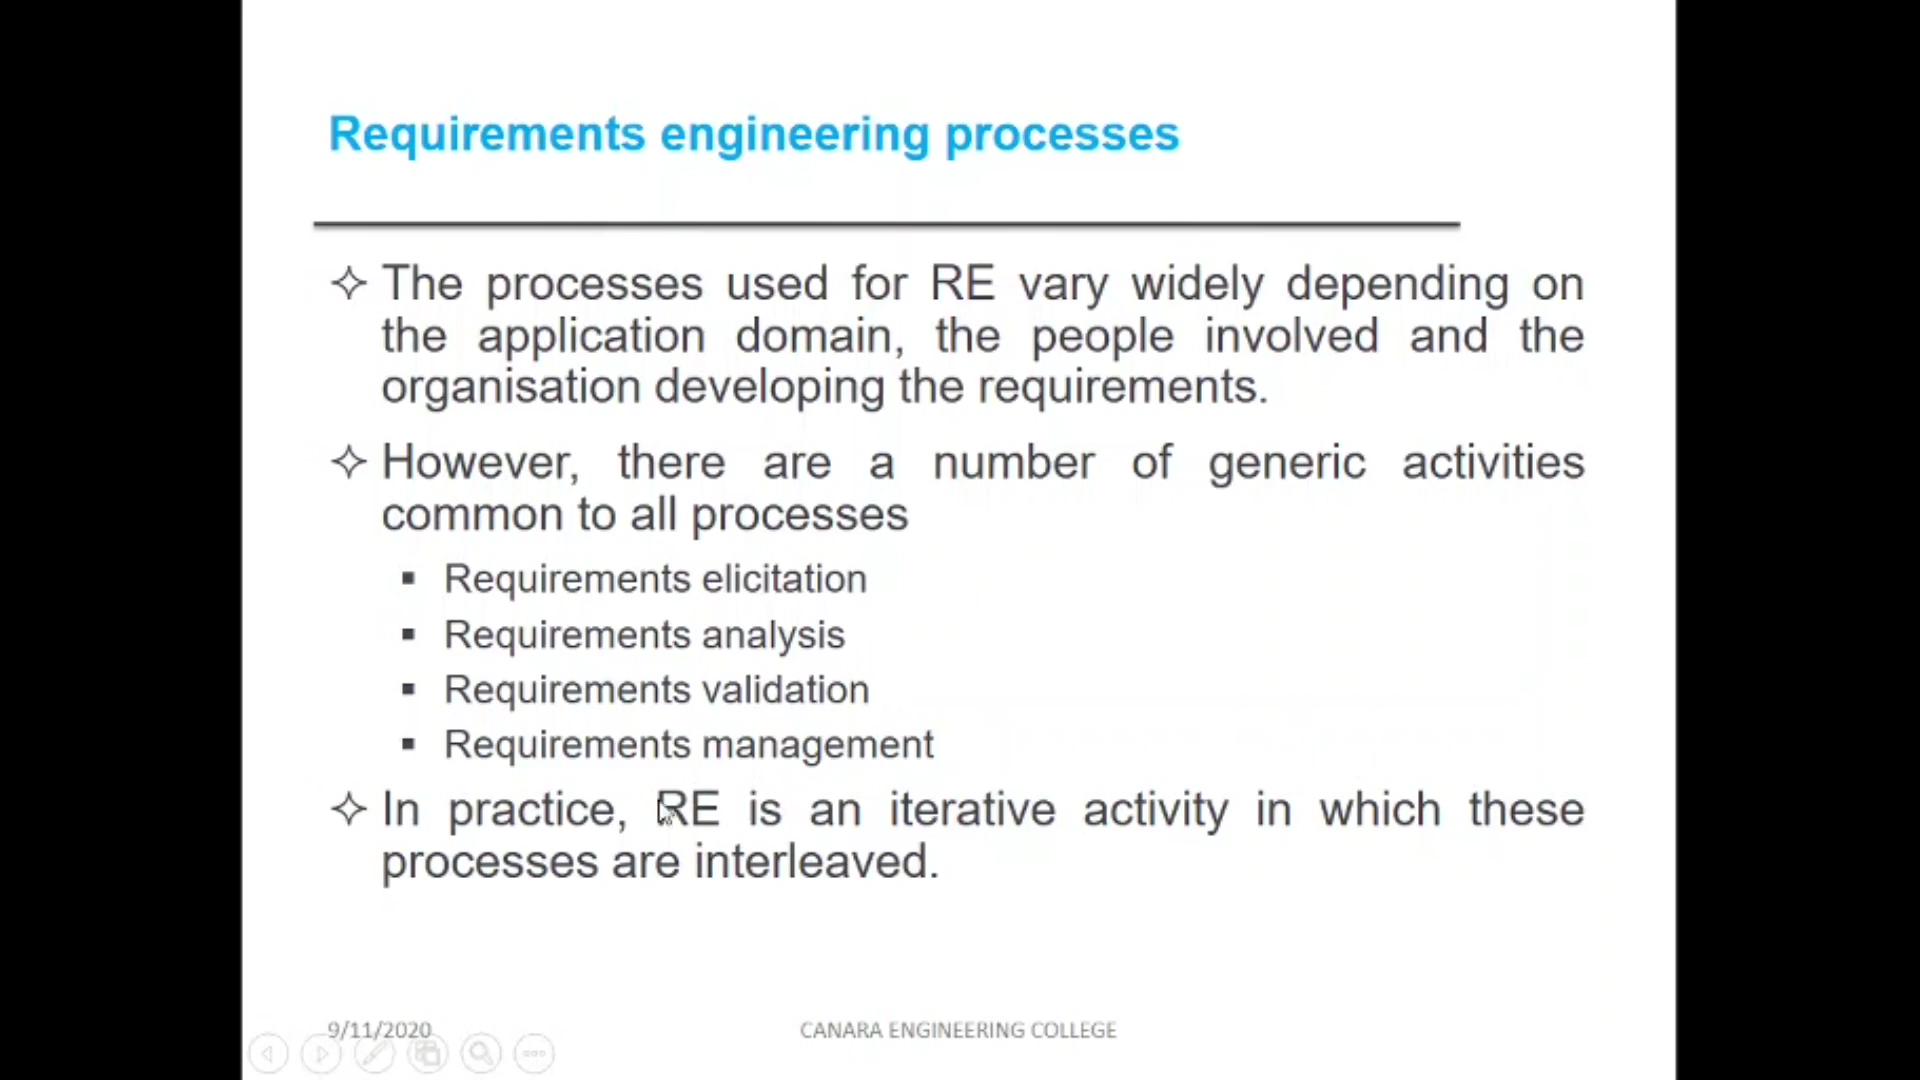 Requirements engineering processes
The processes used for RE vary widely depending on
the application domain, the people involved and the
organisation developing the requirements.
However, there are a number of generic activities
common to all processes
Requirements elicitation
Requirements analysis
Requirements validation
Requirements management
In practice, RE is an iterative activity in which these
processes are interleaved.
9/11/2020
CANARA ENGINEERING COLLEGE